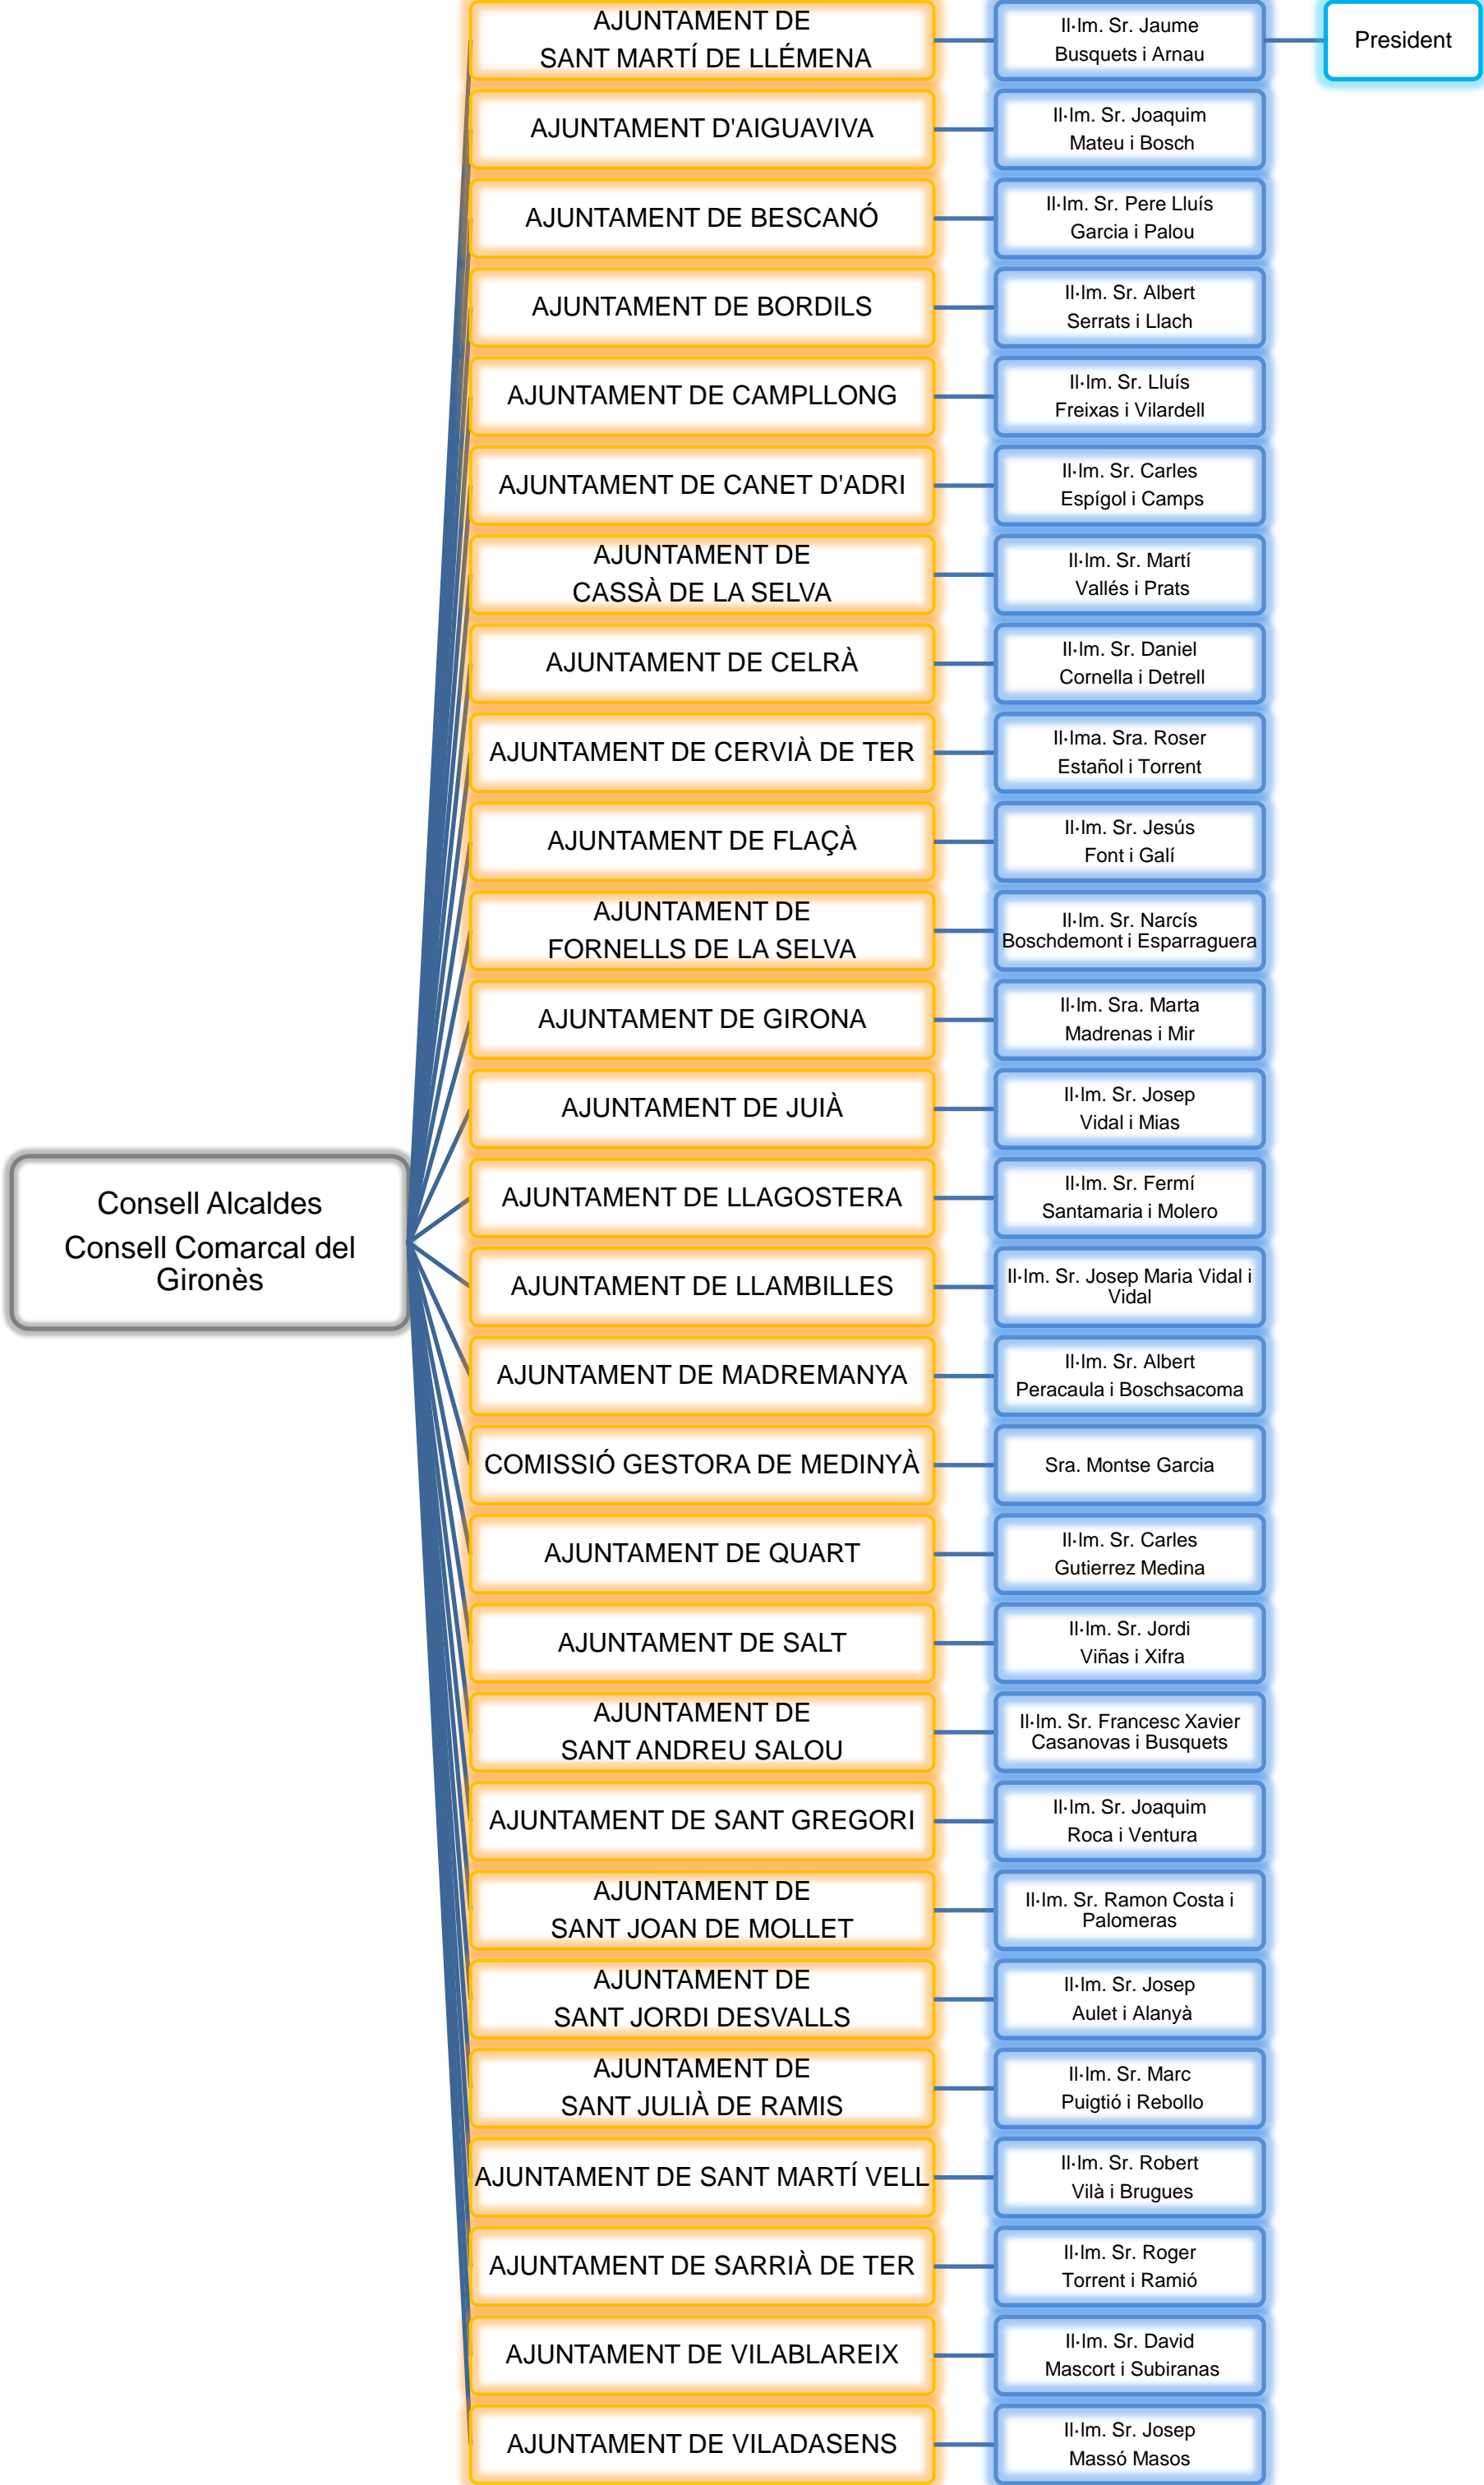 AJUNTAMENT DE
SANT MARTÍ DE LLÉMENA
Il·lm. Sr. Jaume
Busquets i Arnau
President
AJUNTAMENT D'AIGUAVIVA
Il·lm. Sr. Joaquim
Mateu i Bosch
AJUNTAMENT DE BESCANÓ
Il·lm. Sr. Pere Lluís
Garcia i Palou
AJUNTAMENT DE BORDILS
Il·lm. Sr. Albert
Serrats i Llach
AJUNTAMENT DE CAMPLLONG
Il·lm. Sr. Lluís
Freixas i Vilardell
AJUNTAMENT DE CANET D'ADRI
Il·lm. Sr. Carles
Espígol i Camps
AJUNTAMENT DE
CASSÀ DE LA SELVA
Il·lm. Sr. Martí
Vallés i Prats
AJUNTAMENT DE CELRÀ
Il·lm. Sr. Daniel
Cornella i Detrell
AJUNTAMENT DE CERVIÀ DE TER
Il·lma. Sra. Roser
Estañol i Torrent
AJUNTAMENT DE FLAÇÀ
Il·lm. Sr. Jesús
Font i Galí
AJUNTAMENT DE
FORNELLS DE LA SELVA
Il·lm. Sr. Narcís
Boschdemont i Esparraguera
AJUNTAMENT DE GIRONA
Il·lm. Sra. Marta
Madrenas i Mir
AJUNTAMENT DE JUIÀ
Il·lm. Sr. Josep
Vidal i Mias
Consell Alcaldes
Consell Comarcal del
Gironès
AJUNTAMENT DE LLAGOSTERA
Il·lm. Sr. Fermí
Santamaria i Molero
AJUNTAMENT DE LLAMBILLES
Il·lm. Sr. Josep Maria Vidal i
Vidal
AJUNTAMENT DE MADREMANYA
Il·lm. Sr. Albert
Peracaula i Boschsacoma
COMISSIÓ GESTORA DE MEDINYÀ
Sra. Montse Garcia
AJUNTAMENT DE QUART
Il·lm. Sr. Carles
Gutierrez Medina
AJUNTAMENT DE SALT
Il·lm. Sr. Jordi
Viñas i Xifra
AJUNTAMENT DE
SANT ANDREU SALOU
Il·lm. Sr. Francesc Xavier
Casanovas i Busquets
AJUNTAMENT DE SANT GREGORI
Il·lm. Sr. Joaquim
Roca i Ventura
AJUNTAMENT DE
SANT JOAN DE MOLLET
Il·lm. Sr. Ramon Costa i
Palomeras
AJUNTAMENT DE
SANT JORDI DESVALLS
Il·lm. Sr. Josep
Aulet i Alanyà
AJUNTAMENT DE
SANT JULIÀ DE RAMIS
Il·lm. Sr. Marc
Puigtió i Rebollo
AJUNTAMENT DE SANT MARTÍ VELL
Il·lm. Sr. Robert
Vilà i Brugues
AJUNTAMENT DE SARRIÀ DE TER
Il·lm. Sr. Roger
Torrent i Ramió
AJUNTAMENT DE VILABLAREIX
Il·lm. Sr. David
Mascort i Subiranas
AJUNTAMENT DE VILADASENS
Il·lm. Sr. Josep
Massó Masos